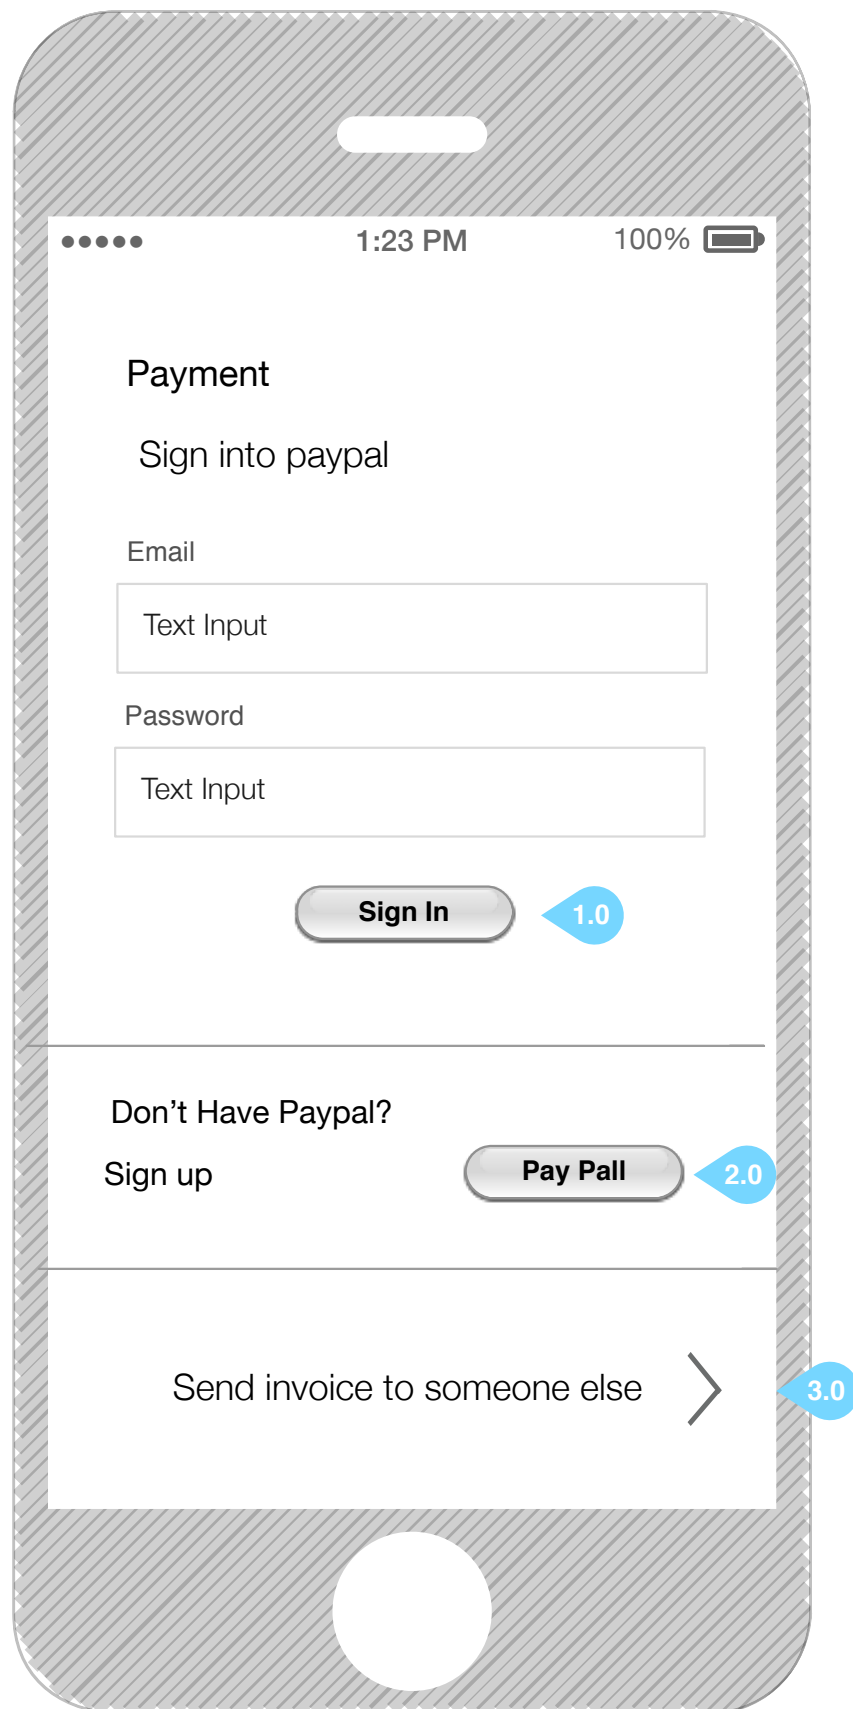 1:23 PM 100%
Payment
Sign into paypal
Email
Text Input
Password
Text Input
Sign In 1.0
Don’t Have Paypal?
Sign up Pay Pall 2.0
Send invoice to someone else 3.0